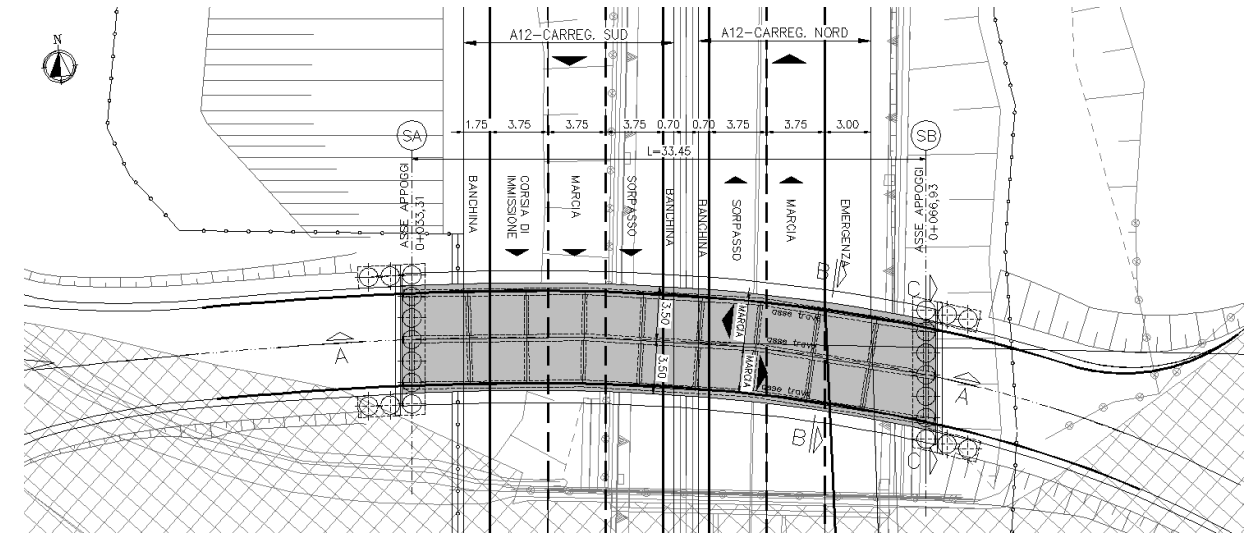 N
A12-CARREG. SUD
A12-CARREG. NORD
1.75
3.75
3.75
3.75
0.70
0.70
3.75
3.75
3.00
SA
SB
L=33.45
ASSE APPOGGI
0+033.31
BANCHINA
CORSIA DI
IMMISSIONE
MARCIA
SORPASSO
BANCHINA
BANCHINA
SORPASSO
MARCIA
EMERGENZA
ASSE APPOGGI
0+066.93
B
C
3.50
MARCIA
asse trave
asse trave
A
3.50
MARCIA
asse trave
A
B
C